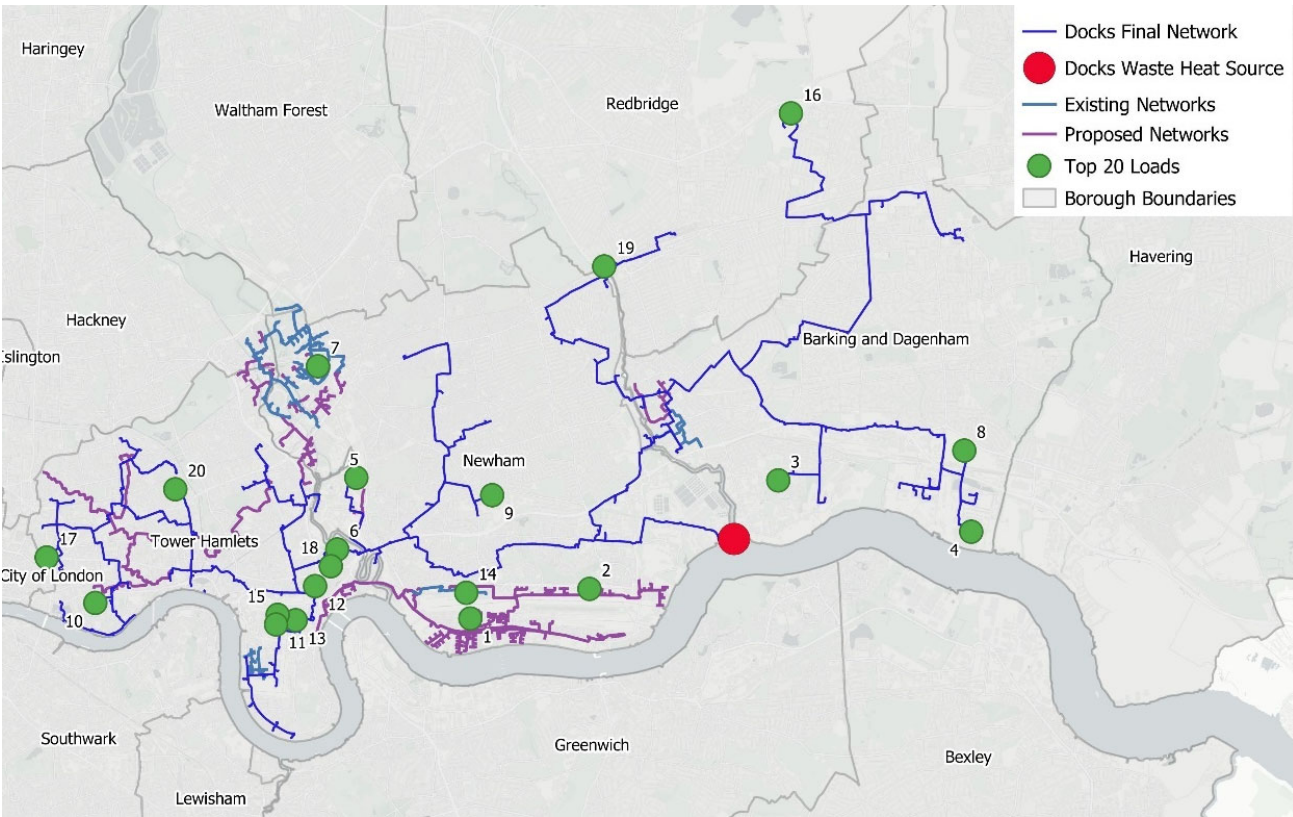 Haringey
Waltham Forest
Redbridge
16
Docks Final Network
Docks Waste Heat Source
Existing Networks
Proposed Networks
Top 20 Loads
Borough Boundaries
19
Havering
Hackney
slington
7
Barking and Dagenham
8
5
Newham
3
20
9
4
17
Tower Hamlets
18
6
City of London
14
2
10
15
12
11
13
1
Southwark
Greenwich
Bexley
Lewisham